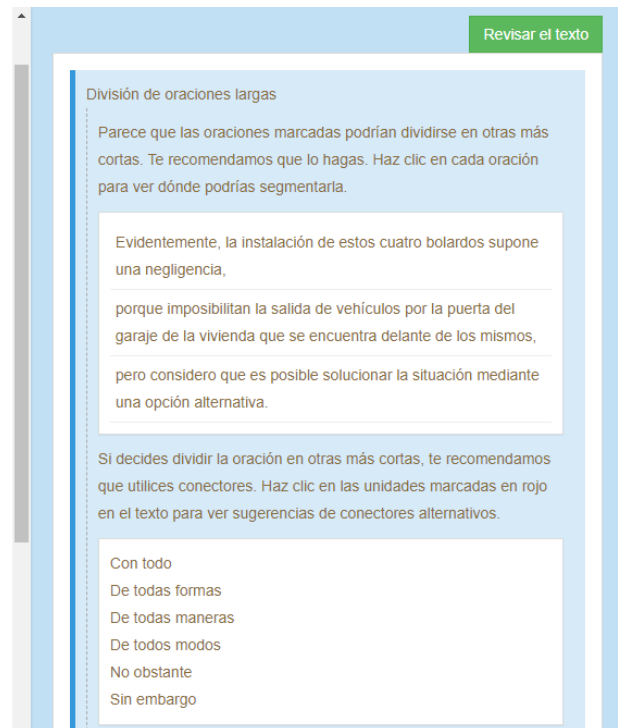 Revisar el texto
División de oraciones largas
Parece que las oraciones marcadas podrían dividirse en otras más
cortas. Te recomendamos que lo hagas. Haz clic en cada oración
para ver dónde podrías segmentarla.
Evidentemente, la instalación de estos cuatro bolardos supone
una negligencia,
porque imposibilitan la salida de vehículos por la puerta del
garaje de la vivienda que se encuentra delante de los mismos,
pero considero que es posible solucionar la situación mediante
una opción alternativa.
Si decides dividir la oración en otras más cortas, te recomendamos
que utilices conectores. Haz clic en las unidades marcadas en rojo
en el texto para ver sugerencias de conectores alternativos.
Con todo
De todas formas
De todas maneras
De todos modos
No obstante
Sin embargo